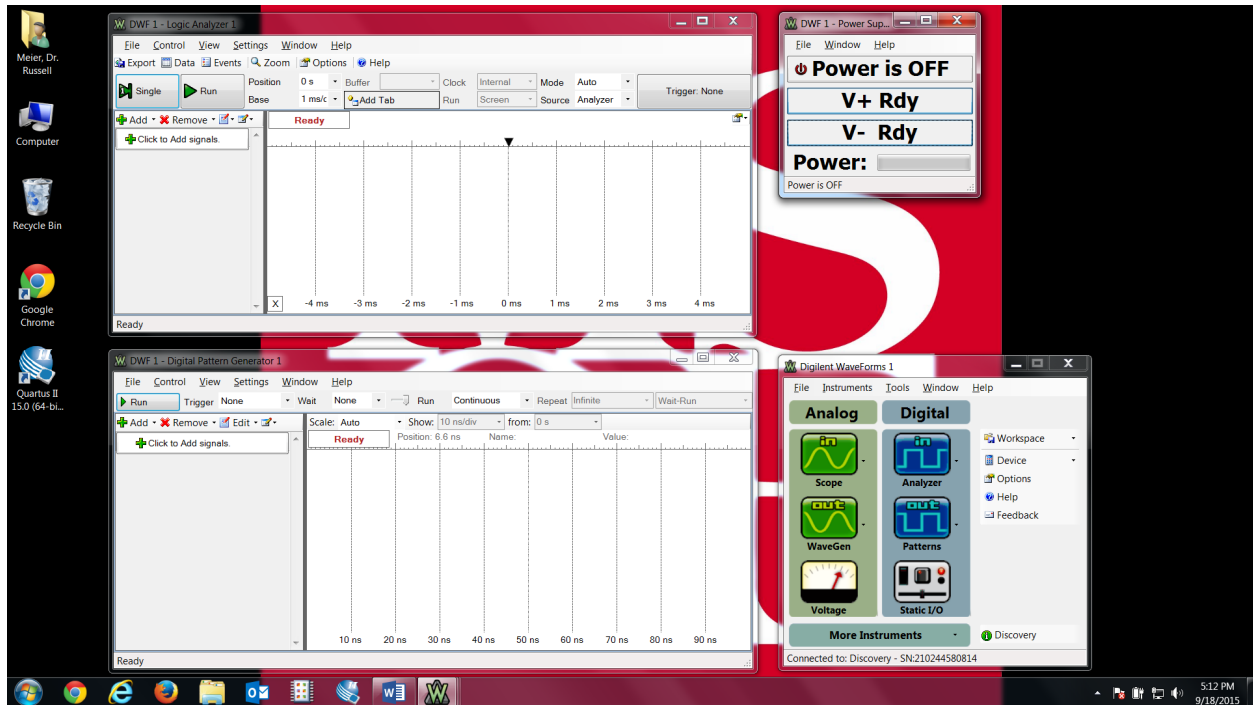 Meier, Dr.
Russell
Computer
Recycle Bin
Google
Chrome
Quartus II
15.0 (64-bi...
DWF 1 - Logic Analyzer 1
File Control View Settings Window Help
Export Data Events Zoom Options Help
Single Run Position 0 s Buffer Clock Internal Mode Auto Trigger: None
Base 1 ms/c Add Tab Run Screen Source Analyzer
Add Remove Ready
Click to Add signals.
X -4 ms -3 ms -2 ms -1 ms 0 ms 1 ms 2 ms 3 ms 4 ms
Ready
DWF 1 - Power Sup...
File Window Help
Power is OFF
V+ Rdy
V- Rdy
Power:
Power is OFF
DWF 1 - Digital Pattern Generator 1
File Control View Settings Window Help
Run Trigger None Wait None Run Continuous Repeat Infinite Wait-Run
Add Remove Edit Scale: Auto Show: 10 ns/div from: 0 s
Click to Add signals. Ready Position: 6.6 ns Name: Value:
10 ns 20 ns 30 ns 40 ns 50 ns 60 ns 70 ns 80 ns 90 ns
Ready
Digilent WaveForms 1
File Instruments Tools Window Help
Analog Digital
in in
Scope Analyzer
out out
WaveGen Patterns
Voltage Static I/O
More Instruments
Workspace
Device
Options
Help
Feedback
Discovery
Connected to: Discovery - SN:210244580814
5:12 PM
9/18/2015